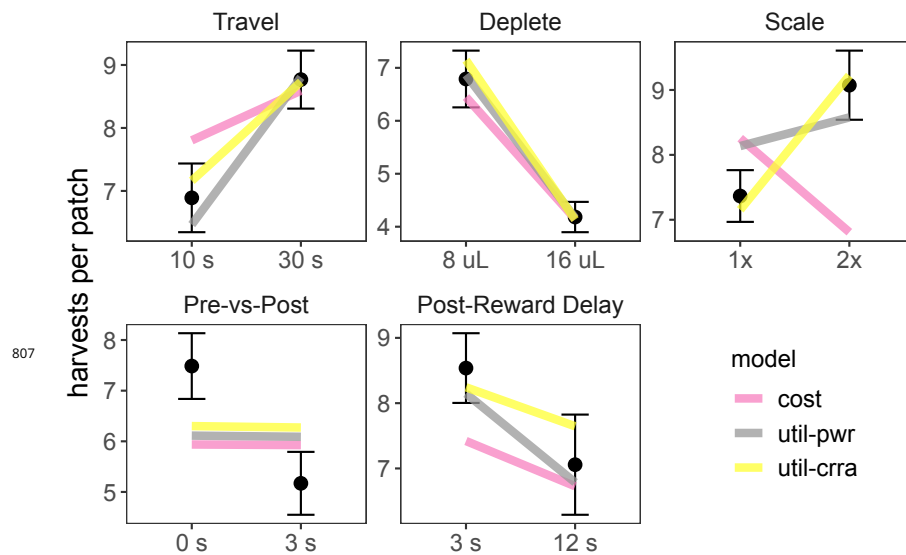 Travel
Deplete
Scale
9
8
7
10 s
30 s
7
6
5
4
8 uL
16 uL
9
8
7
1x
2x
harvests per patch
Pre-vs-Post
Post-Reward Delay
8
7
6
5
0 s
3 s
9
8
7
3 s
12 s
807
model
cost
util-pwr
util-crra